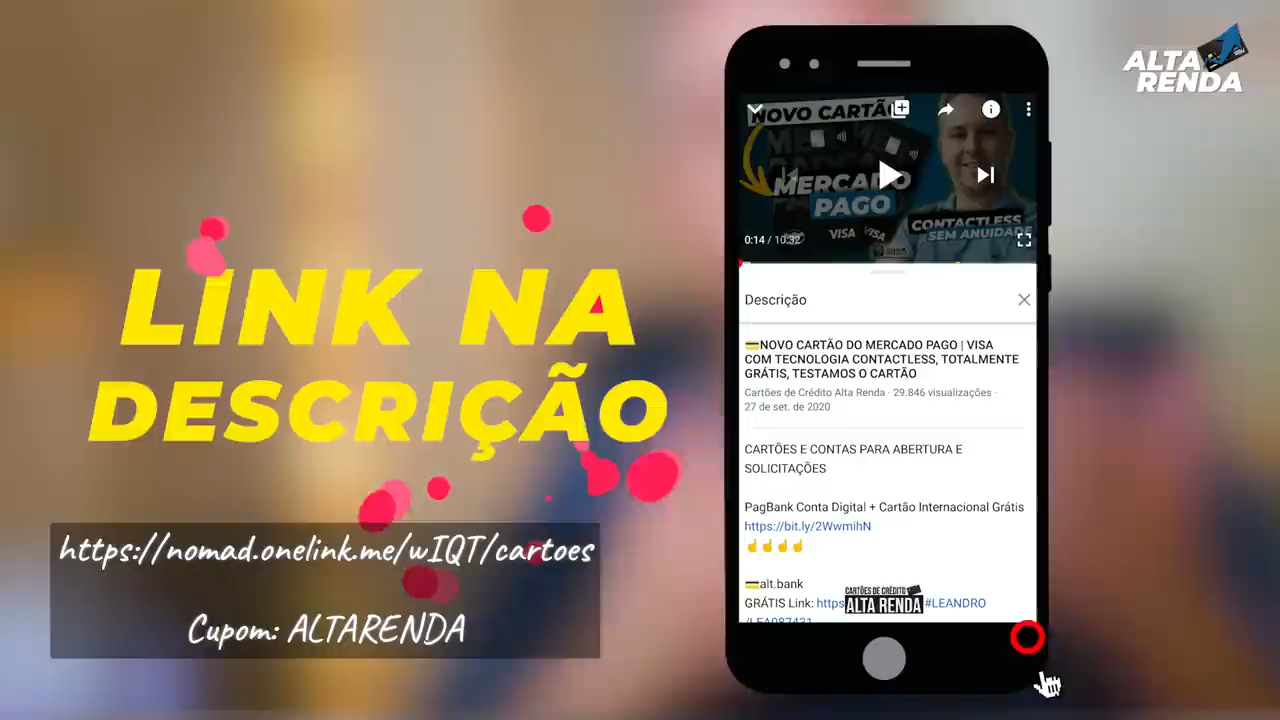 LINK NA
DESCRIÇÃO
https://nomad.onelink.me/wIQT/cartoes
Cupom: ALTARENDA
ALTA
RENDA
NOVO CARTÃO
MERCADO
PAGO
CONTACTLESS
SEM ANUIDADE
VISA VISA
0:14 / 10:32
Descrição
NOVO CARTÃO DO MERCADO PAGO | VISA
COM TECNOLOGIA CONTACTLESS, TOTALMENTE
GRÁTIS, TESTAMOS O CARTÃO
Cartões de Crédito Alta Renda · 29.846 visualizações ·
27 de set. de 2020
CARTÕES E CONTAS PARA ABERTURA E
SOLICITAÇÕES
PagBank Conta Digital + Cartão Internacional Grátis
https://bit.ly/2WwmihN
alt.bank
GRÁTIS Link: https #LEANDRO
CARTÕES DE CRÉDITO
ALTA RENDA